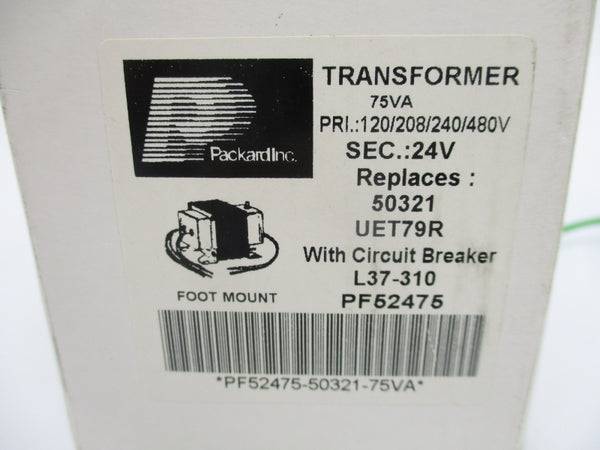 PackardInc.
TRANSFORMER
75VA
PRI.:120/208/240/480V
SEC.:24V
Replaces :
50321
UET79R
With Circuit Breaker
L37-310
PF52475
FOOT MOUNT
*PF52475-50321-75VA*